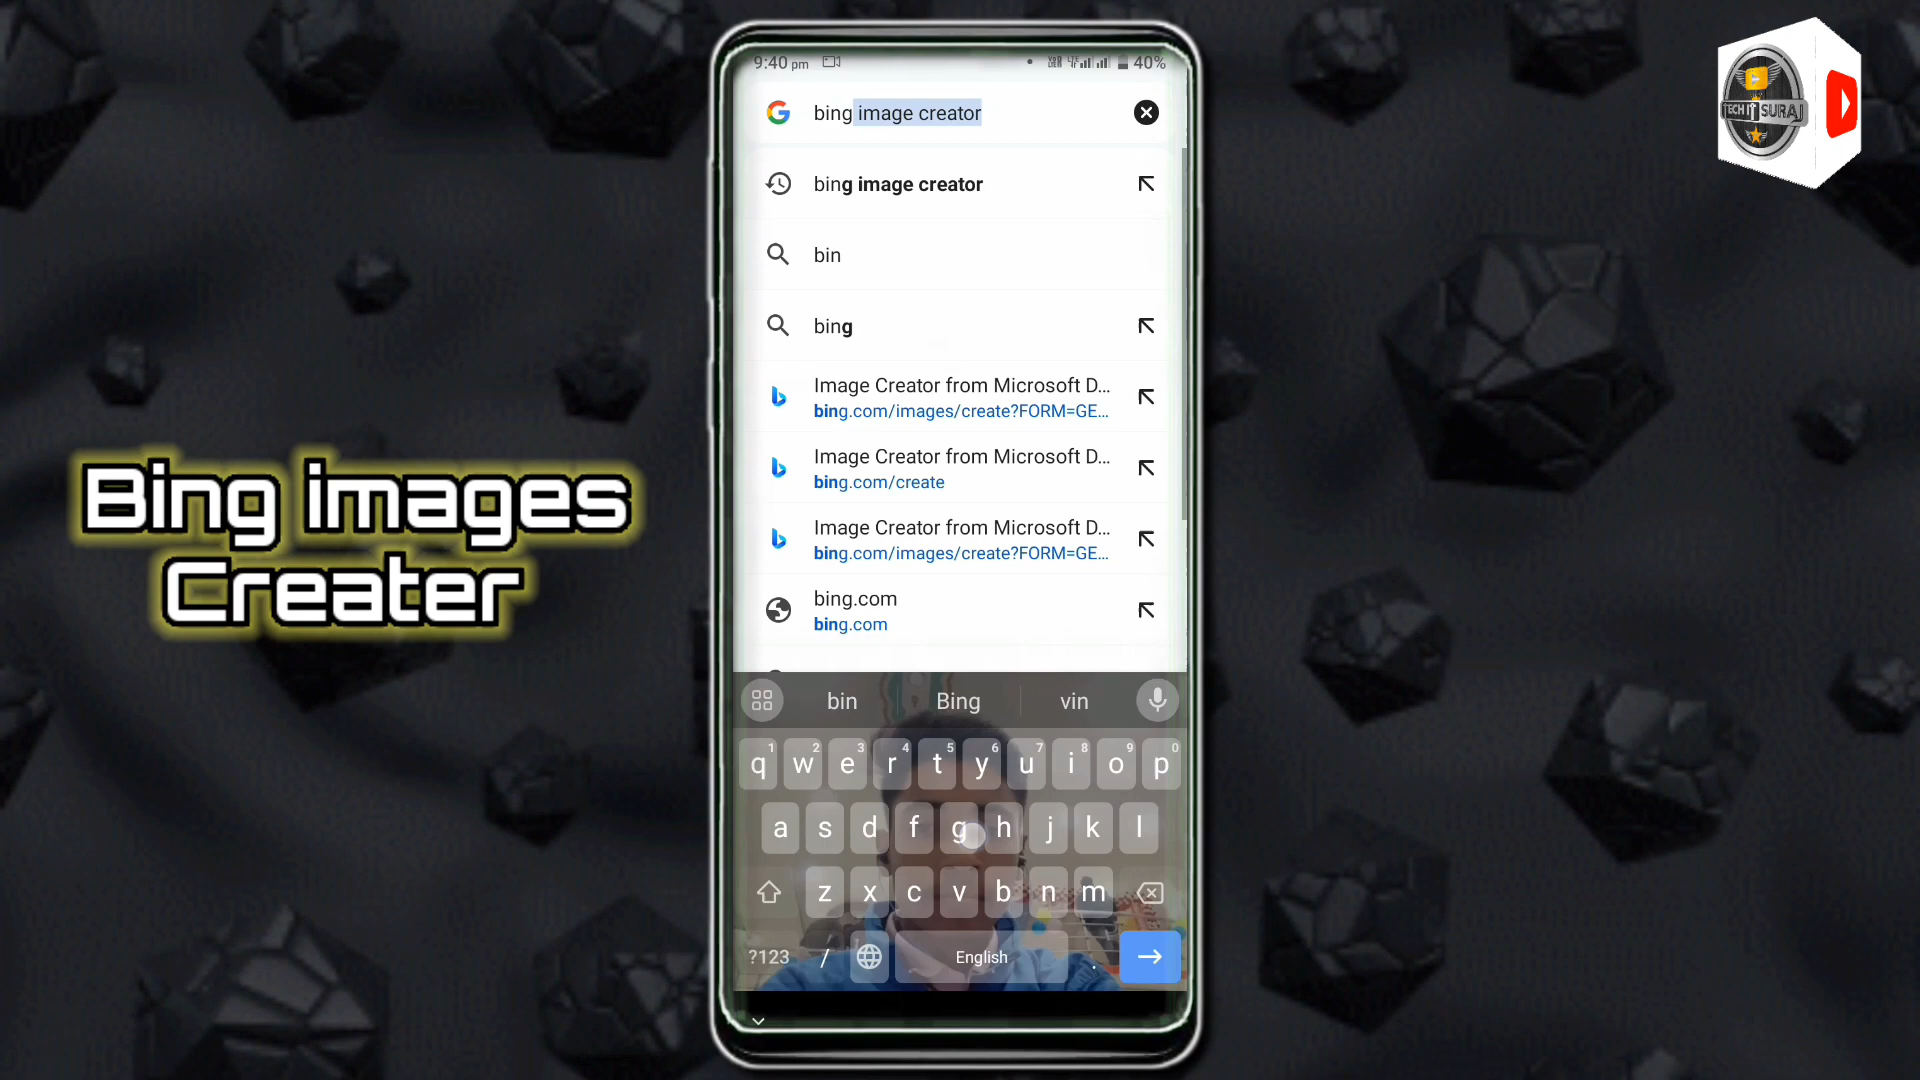 9:40 pm
40%
bing image creator
bing image creator
bin
bing
Image Creator from Microsoft D...
bing.com/images/create?FORM=GE...
Image Creator from Microsoft D...
bing.com/create
Image Creator from Microsoft D...
bing.com/images/create?FORM=GE...
bing.com
bing.com
bin Bing vin
1 2 3 4 5 6 7 8 9 0
q w e r t y u i o p
a s d f g h j k l
z x c v b n m
?123 / English .
Bing images
Creater
TECH IT SURAJ